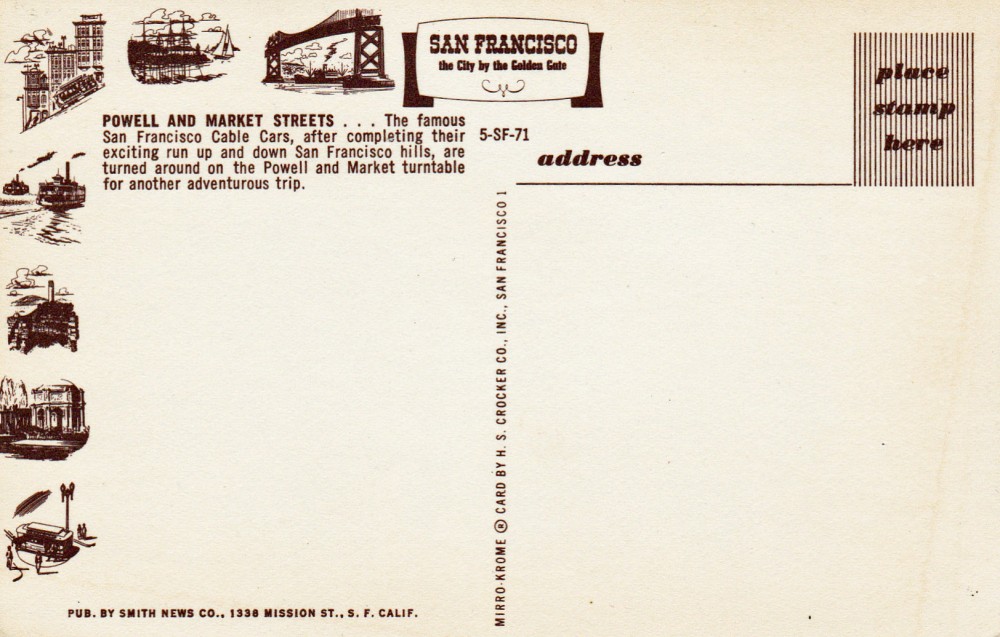 SAN FRANCISCO
the City by the Golden Gate
place
stamp
here
POWELL AND MARKET STREETS . . . The famous
San Francisco Cable Cars, after completing their
exciting run up and down San Francisco hills, are
turned around on the Powell and Market turntable
for another adventurous trip.
5-SF-71
address
MIRRO-KROME ® CARD BY H. S. CROCKER CO., INC., SAN FRANCISCO 1
PUB. BY SMITH NEWS CO., 1338 MISSION ST., S. F. CALIF.